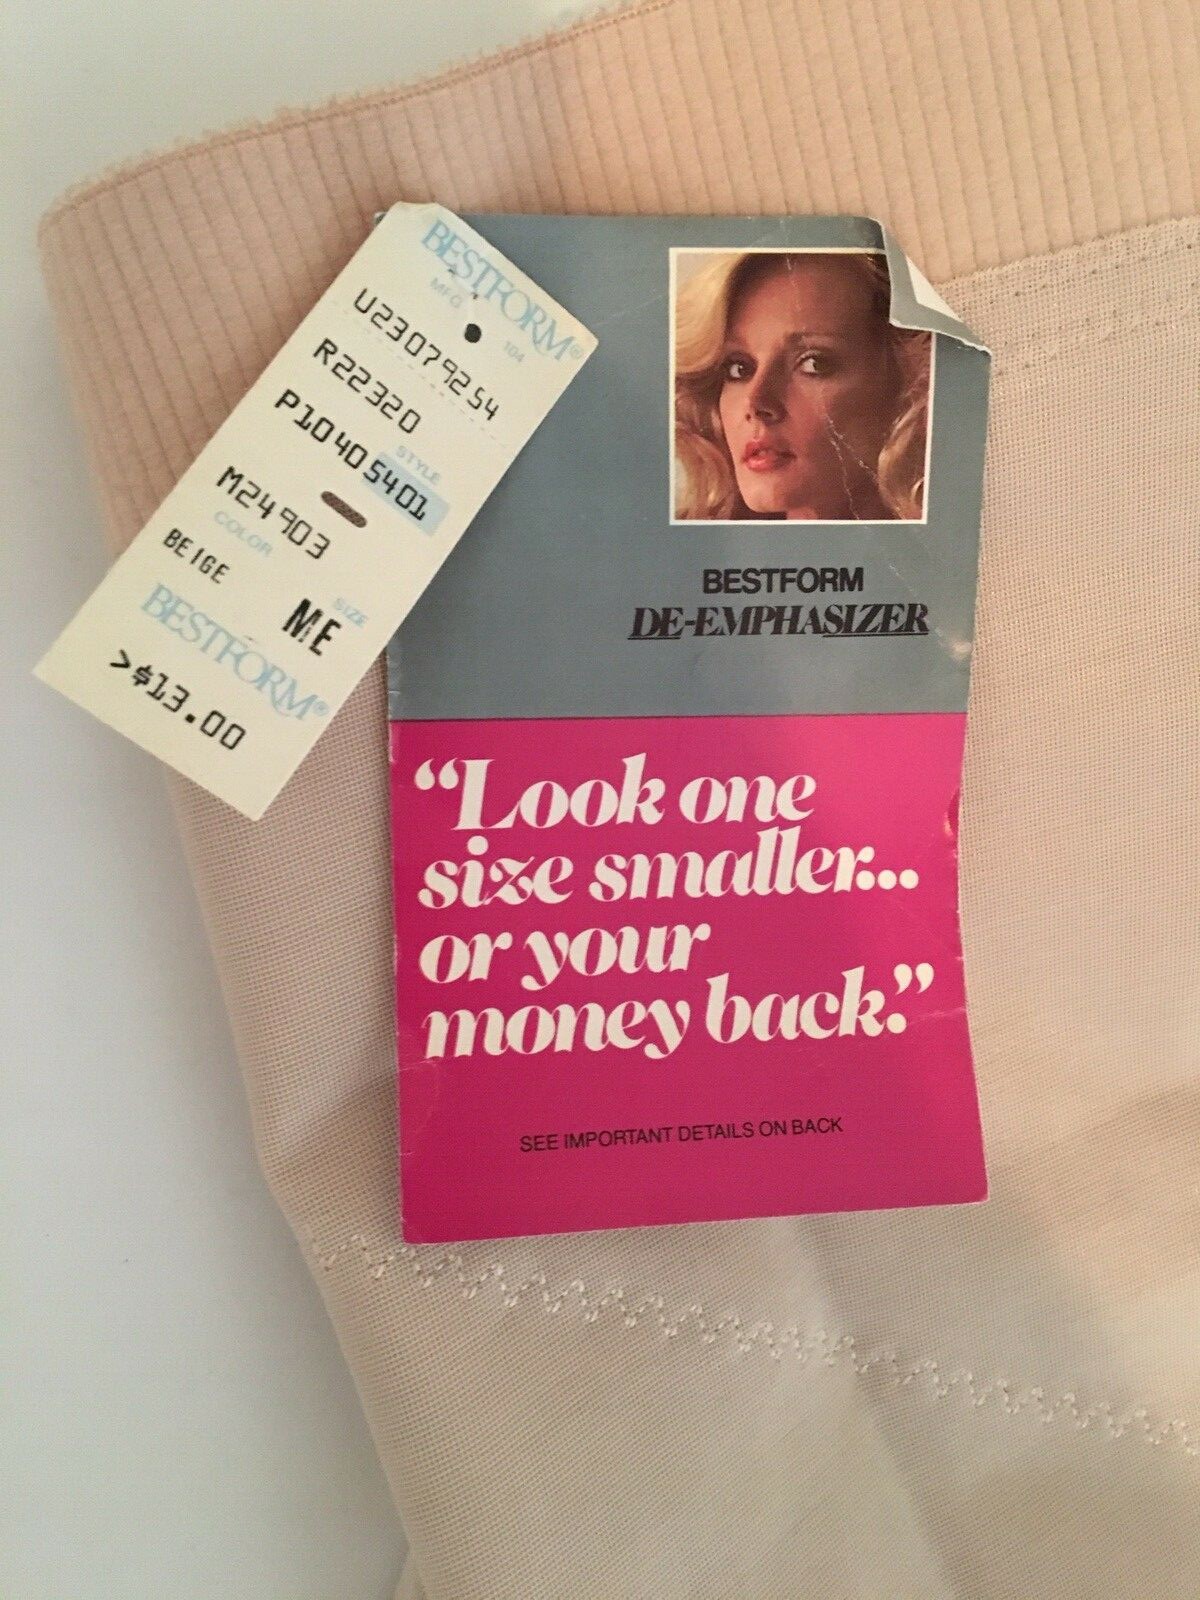 BESTFORM®
MFG 104
U23079254
R22320
STYLE
P10405401
M24903
COLOR
BEIGE
SIZE
ME
BESTFORM®
>$13.00
BESTFORM
DE-EMPHASIZER
“Look one
size smaller...
or your
money back.”
SEE IMPORTANT DETAILS ON BACK